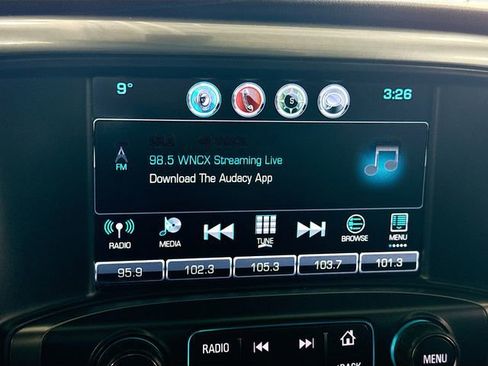 9°
3:26
FM
98.5 WNCX Streaming Live
Download The Audacy App
RADIO
MEDIA
TUNE
BROWSE
MENU
95.9
102.3
105.3
103.7
101.3
RADIO
BACK
MENU